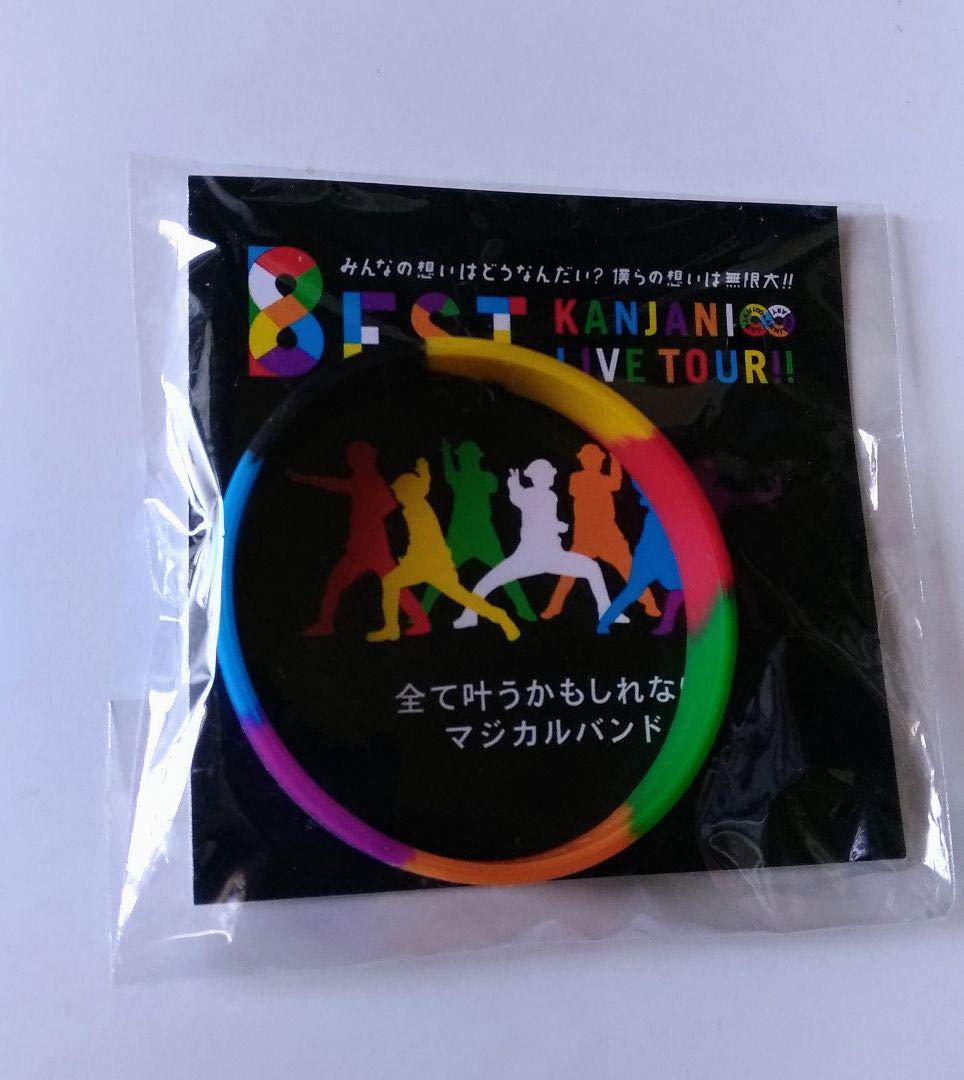 みんなの想いはどうなんだい？僕らの想いは無限大!!
8EST KANJANI∞
LIVE TOUR!!
全て叶うかもしれない
マジカルバンド